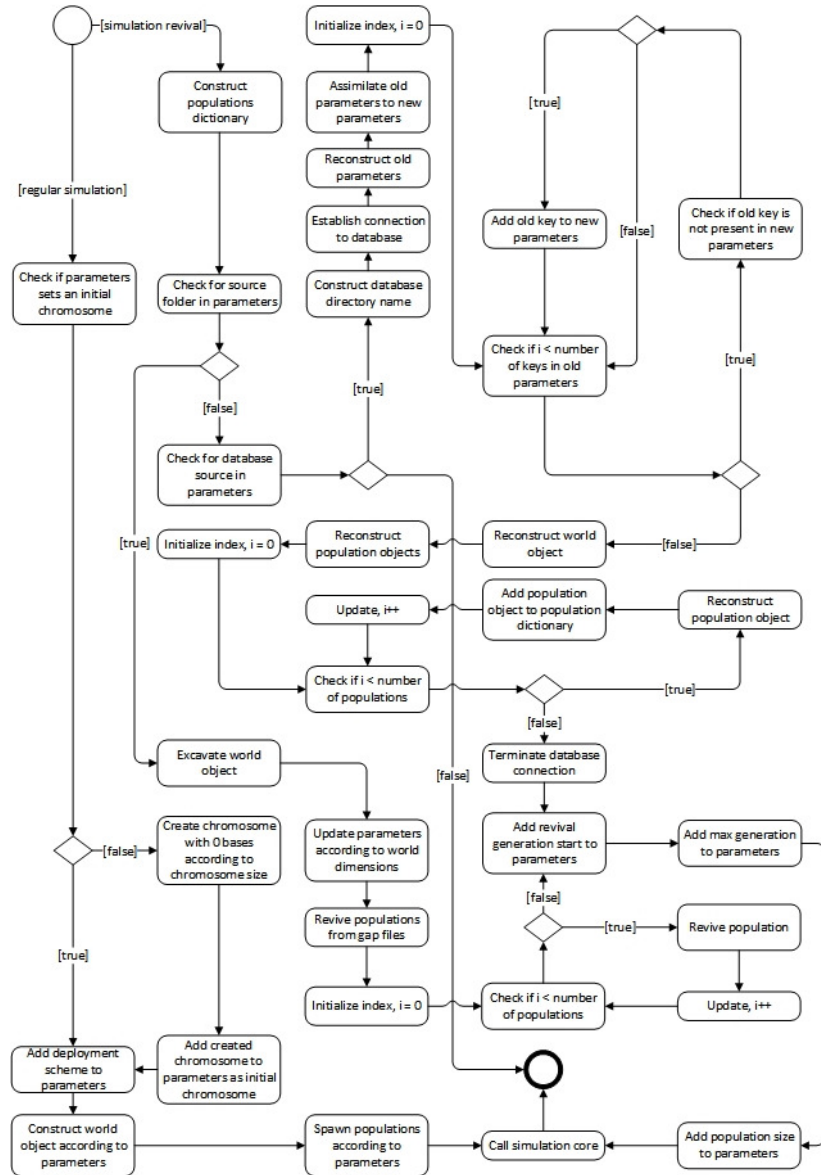 [simulation revival]
Initialize index, i = 0
Construct
populations
dictionary
Assimilate old
parameters to new
parameters
[true]
Reconstruct old
parameters
[regular simulation]
Establish connection
to database
Add old key to new
parameters
[false]
Check if old key is
not present in new
parameters
Check if parameters
sets an initial
chromosome
Check for source
folder in parameters
Construct database
directory name
Check if i < number
of keys in old
parameters
[true]
[true]
[false]
Check for database
source in
parameters
[true]
Initialize index, i = 0
Reconstruct
population objects
Reconstruct world
object
[false]
Update, i++
Add population
object to population
dictionary
Reconstruct
population object
Check if i < number
of populations
[true]
[false]
Excavate world
object
[false]
Terminate database
connection
Create chromosome
with 0 bases
according to
chromosome size
[false]
Update parameters
according to world
dimensions
Add revival
generation start to
parameters
Add max generation
to parameters
[false]
Revive populations
from gap files
[true]
Revive population
[true]
Initialize index, i = 0
Check if i < number
of populations
Update, i++
Add deployment
scheme to
parameters
Add created
chromosome to
parameters as initial
chromosome
Construct world
object according to
parameters
Spawn populations
according to
parameters
Call simulation core
Add population size
to parameters